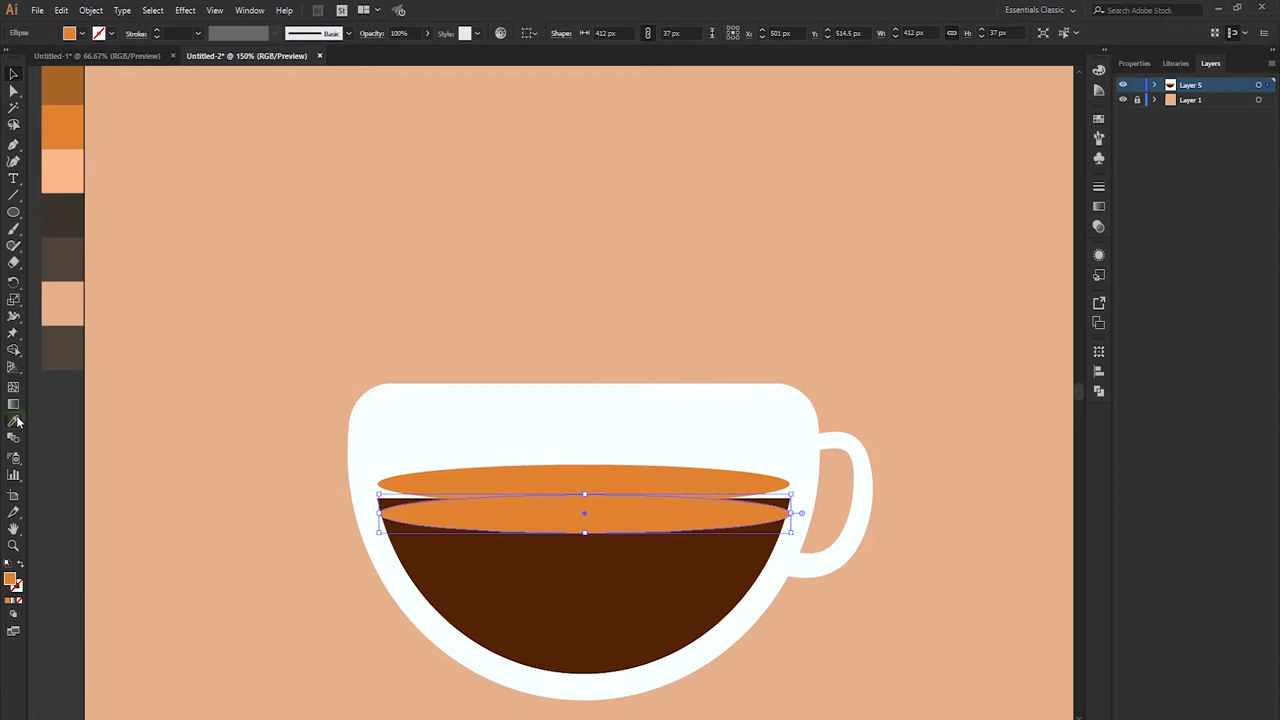 Ai File Edit Object Type Select Effect View Window Help Br St Essentials Classic Search Adobe Stock
Ellipse Stroke: Basic Opacity: 100% Style: Shape: 412 px 37 px X: 501 px Y: 514.5 px W: 412 px H: 37 px
Untitled-1* @ 66.67% (RGB/Preview) × Untitled-2* @ 150% (RGB/Preview) ×
Properties Libraries Layers
Layer 5
Layer 1